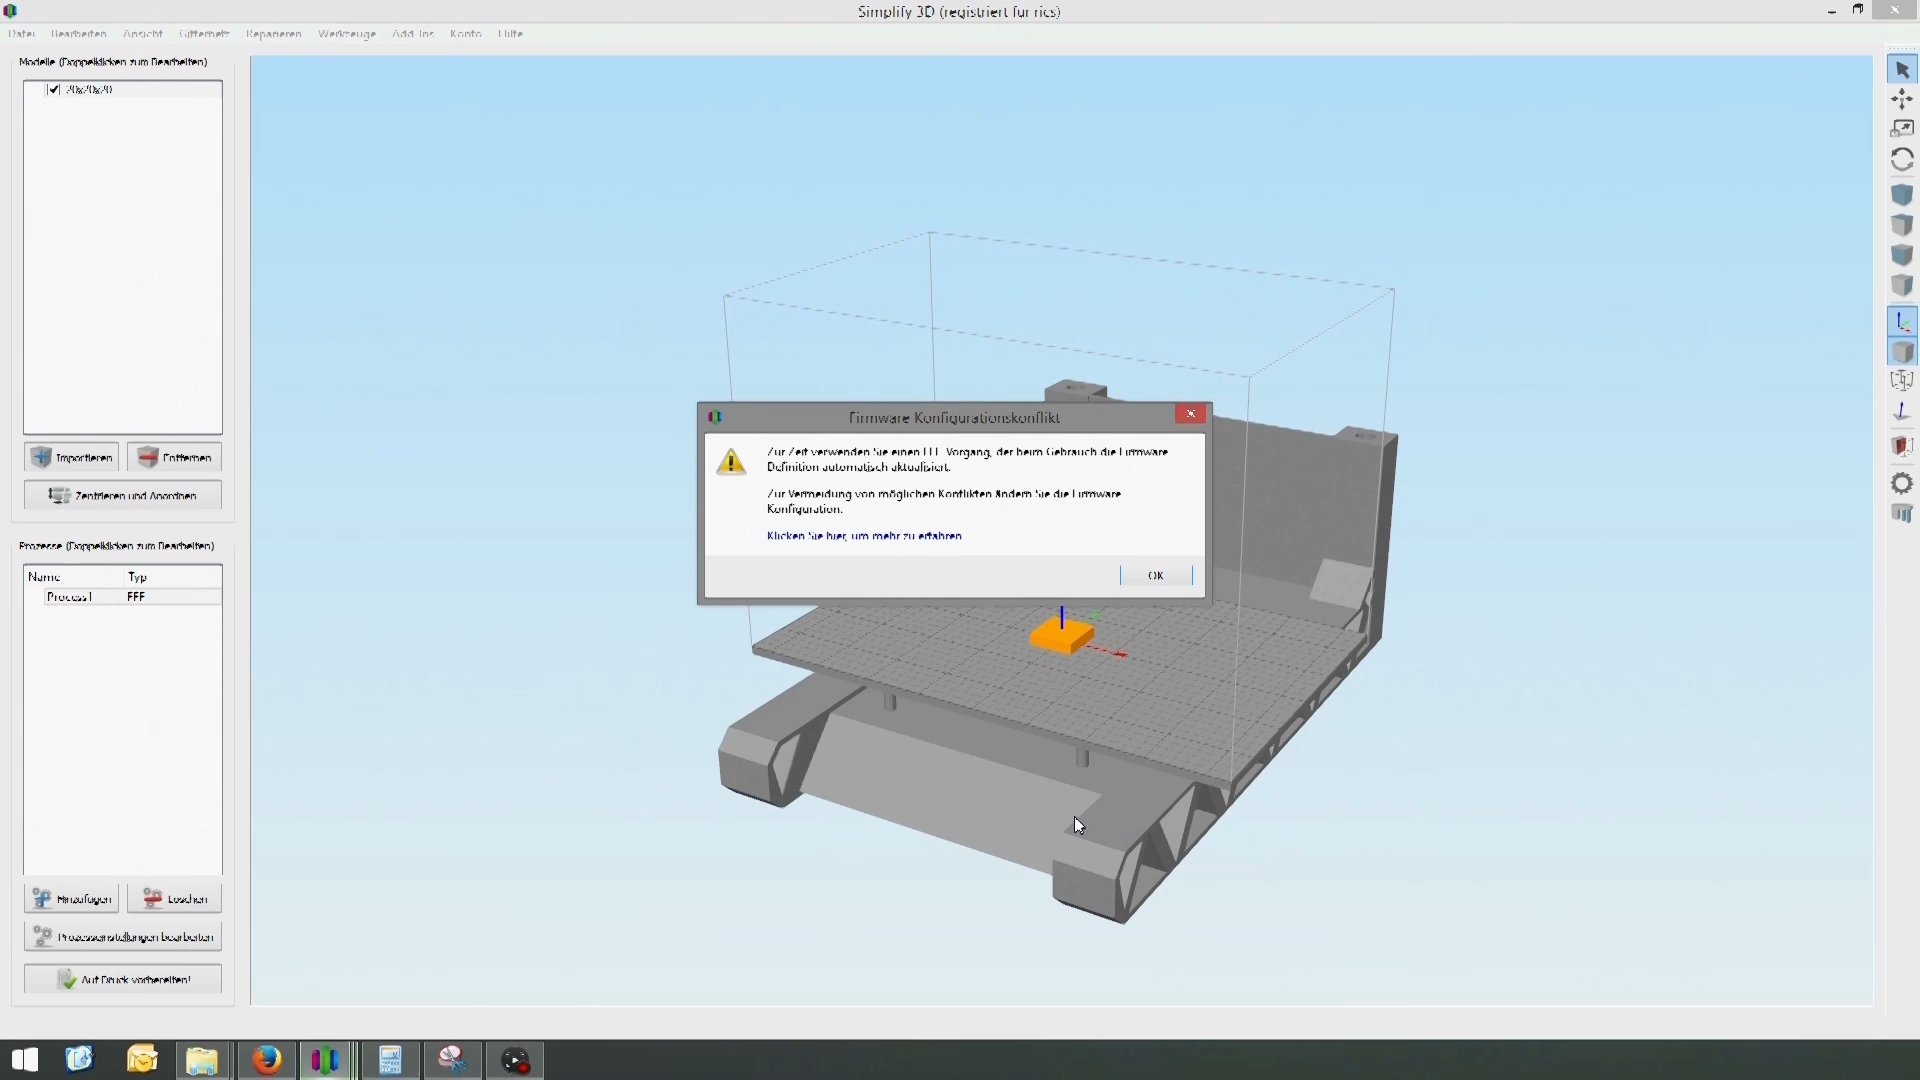 Simplify 3D (registriert für rics)
Datei Bearbeiten Ansicht Gitternetz Reparieren Werkzeuge Add-Ins Konto Hilfe
Modelle (Doppelklicken zum Bearbeiten)
20x20x20
Importieren
Entfernen
Zentrieren und Anordnen
Prozesse (Doppelklicken zum Bearbeiten)
Name Typ
Process1 FFF
Hinzufügen
Löschen
Prozesseinstellungen bearbeiten
Auf Druck vorbereiten!
Firmware Konfigurationskonflikt
Zur Zeit verwenden Sie einen FFF Vorgang, der beim Gebrauch die Firmware
Definition automatisch aktualisiert.
Zur Vermeidung von möglichen Konflikten ändern Sie die Firmware
Konfiguration.
Klicken Sie hier, um mehr zu erfahren
OK